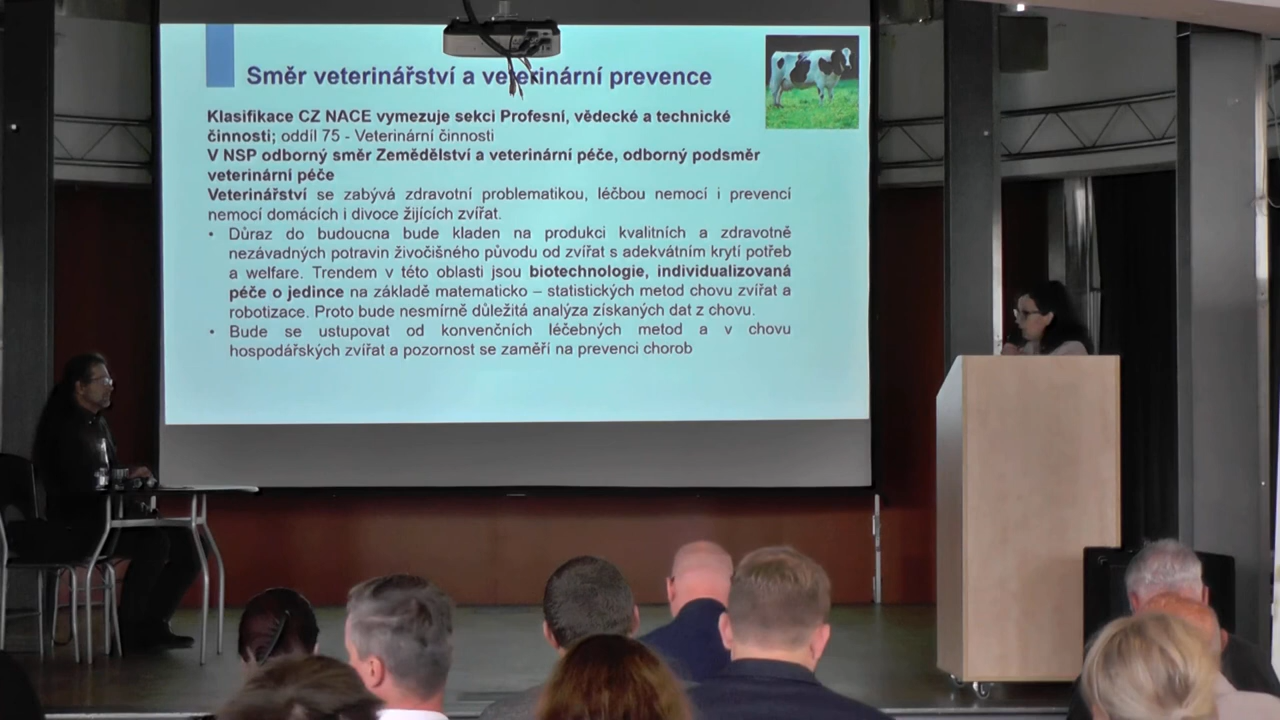 Směr veterinářství a veterinární prevence
Klasifikace CZ NACE vymezuje sekci Profesní, vědecké a technické
činnosti; oddíl 75 - Veterinární činnosti
V NSP odborný směr Zemědělství a veterinární péče, odborný podsměr
veterinární péče
Veterinářství se zabývá zdravotní problematikou, léčbou nemocí i prevencí
nemocí domácích i divoce žijících zvířat.
• Důraz do budoucna bude kladen na produkci kvalitních a zdravotně
nezávadných potravin živočišného původu od zvířat s adekvátním krytí potřeb
a welfare. Trendem v této oblasti jsou biotechnologie, individualizovaná
péče o jedince na základě matematicko – statistických metod chovu zvířat a
robotizace. Proto bude nesmírně důležitá analýza získaných dat z chovu.
• Bude se ustupovat od konvenčních léčebných metod a v chovu
hospodářských zvířat a pozornost se zaměří na prevenci chorob